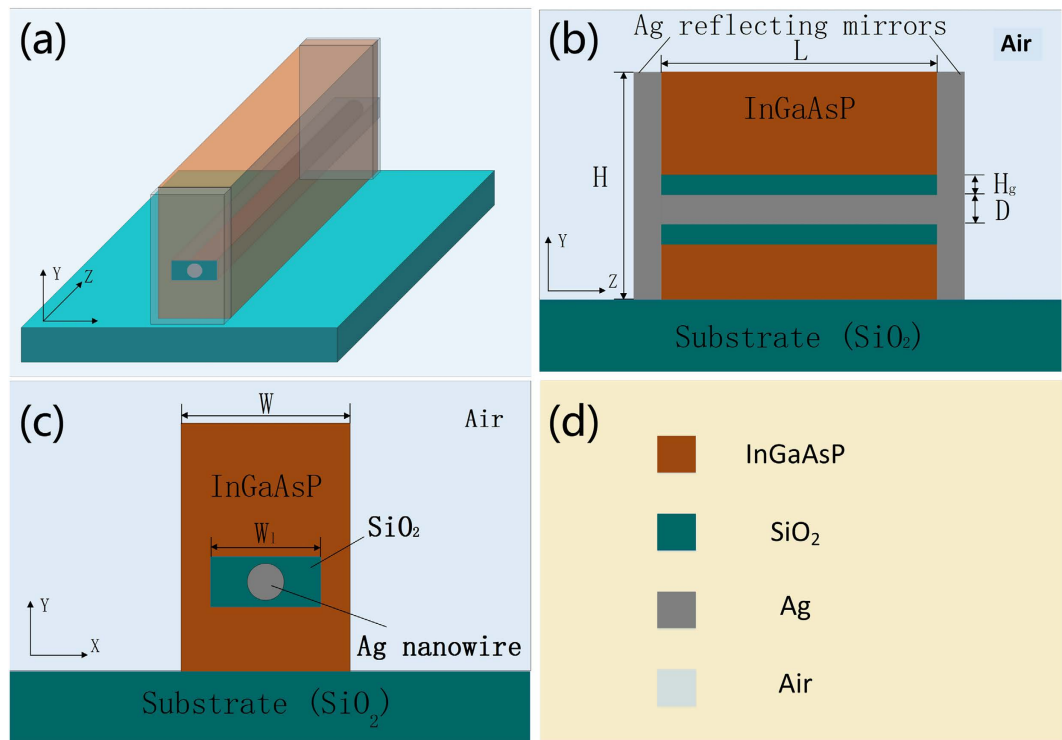 (a)
Y
Z
(b)
Ag reflecting mirrors
Air
L
InGaAsP
H
Hg
D
Y
Z
Substrate (SiO₂)
(c)
W
Air
InGaAsP
W₁
SiO₂
Y
X
Ag nanowire
Substrate (SiO₂)
(d)
InGaAsP
SiO₂
Ag
Air